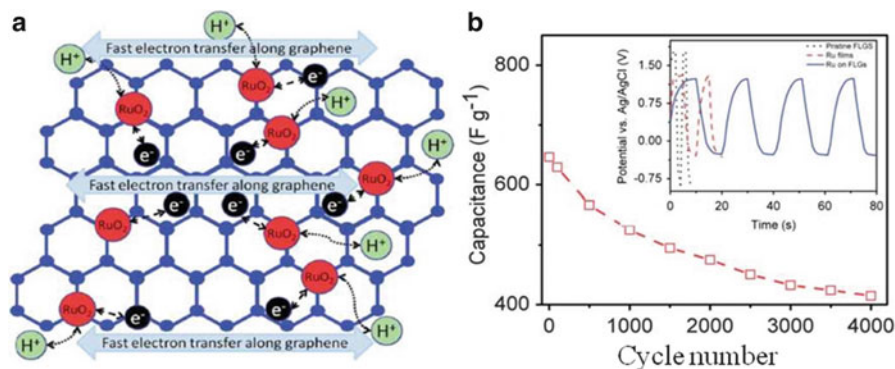 a
Fast electron transfer along graphene
H⁺
H⁺
RuO₂
e⁻
RuO₂
H⁺
RuO₂
e⁻
e⁻
H⁺
Fast electron transfer along graphene
RuO₂
e⁻
e⁻
e⁻
RuO₂
RuO₂
H⁺
RuO₂
RuO₂
e⁻
e⁻
H⁺
H⁺
Fast electron transfer along graphene
b
Capacitance (F g⁻¹)
800
600
400
0
1000
2000
3000
4000
Cycle number
Potential vs. Ag/AgCl (V)
1.75
0.75
0.00
-0.75
0
20
40
60
80
Time (s)
Pristine FLGS
Ru films
Ru on FLGs